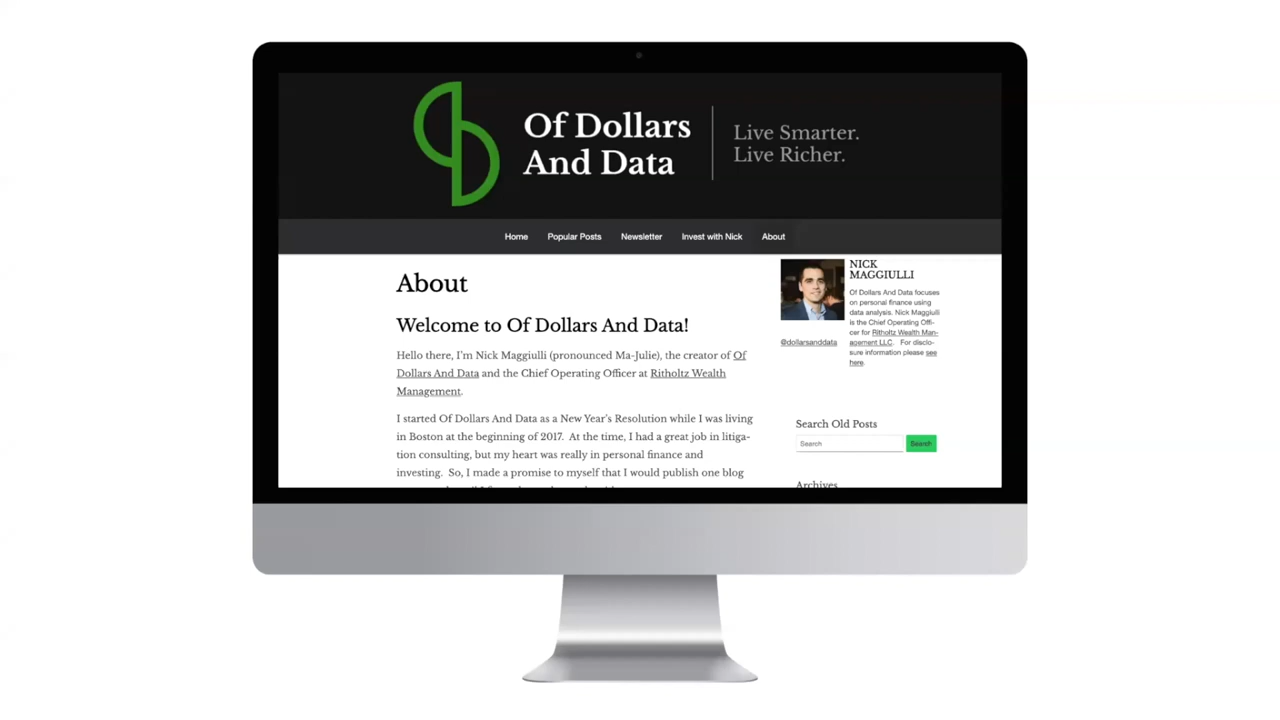 Of Dollars
And Data
Live Smarter.
Live Richer.
Home Popular Posts Newsletter Invest with Nick About
About
Welcome to Of Dollars And Data!
Hello there, I'm Nick Maggiulli (pronounced Ma-Julie), the creator of Of
Dollars And Data and the Chief Operating Officer at Ritholtz Wealth
Management.
I started Of Dollars And Data as a New Year's Resolution while I was living
in Boston at the beginning of 2017. At the time, I had a great job in litiga-
tion consulting, but my heart was really in personal finance and
investing. So, I made a promise to myself that I would publish one blog
NICK
MAGGIULLI
Of Dollars And Data focuses
on personal finance using
data analysis. Nick Maggiulli
is the Chief Operating Offi-
cer for Ritholtz Wealth Man-
agement LLC. For disclo-
sure information please see
here.
@dollarsanddata
Search Old Posts
Search Search
Archives